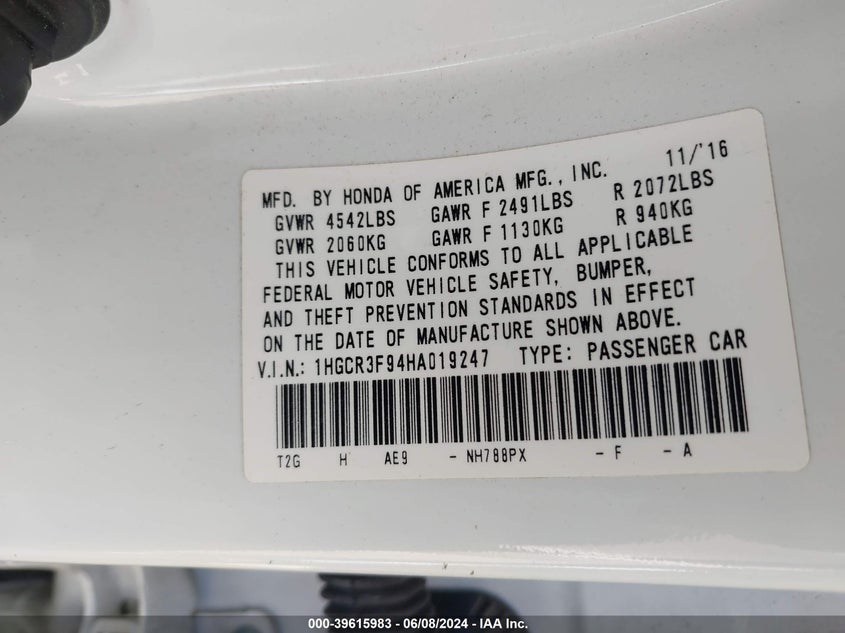 11/'16
MFD. BY HONDA OF AMERICA MFG., INC.
GVWR 4542LBS GAWR F 2491LBS R 2072LBS
GVWR 2060KG GAWR F 1130KG R 940KG
THIS VEHICLE CONFORMS TO ALL APPLICABLE
FEDERAL MOTOR VEHICLE SAFETY, BUMPER,
AND THEFT PREVENTION STANDARDS IN EFFECT
ON THE DATE OF MANUFACTURE SHOWN ABOVE.
V.I.N.: 1HGCR3F94HA019247 TYPE: PASSENGER CAR
T2G H AE9 - NH788PX - F - A
000-39615983 - 06/08/2024 - IAA Inc.